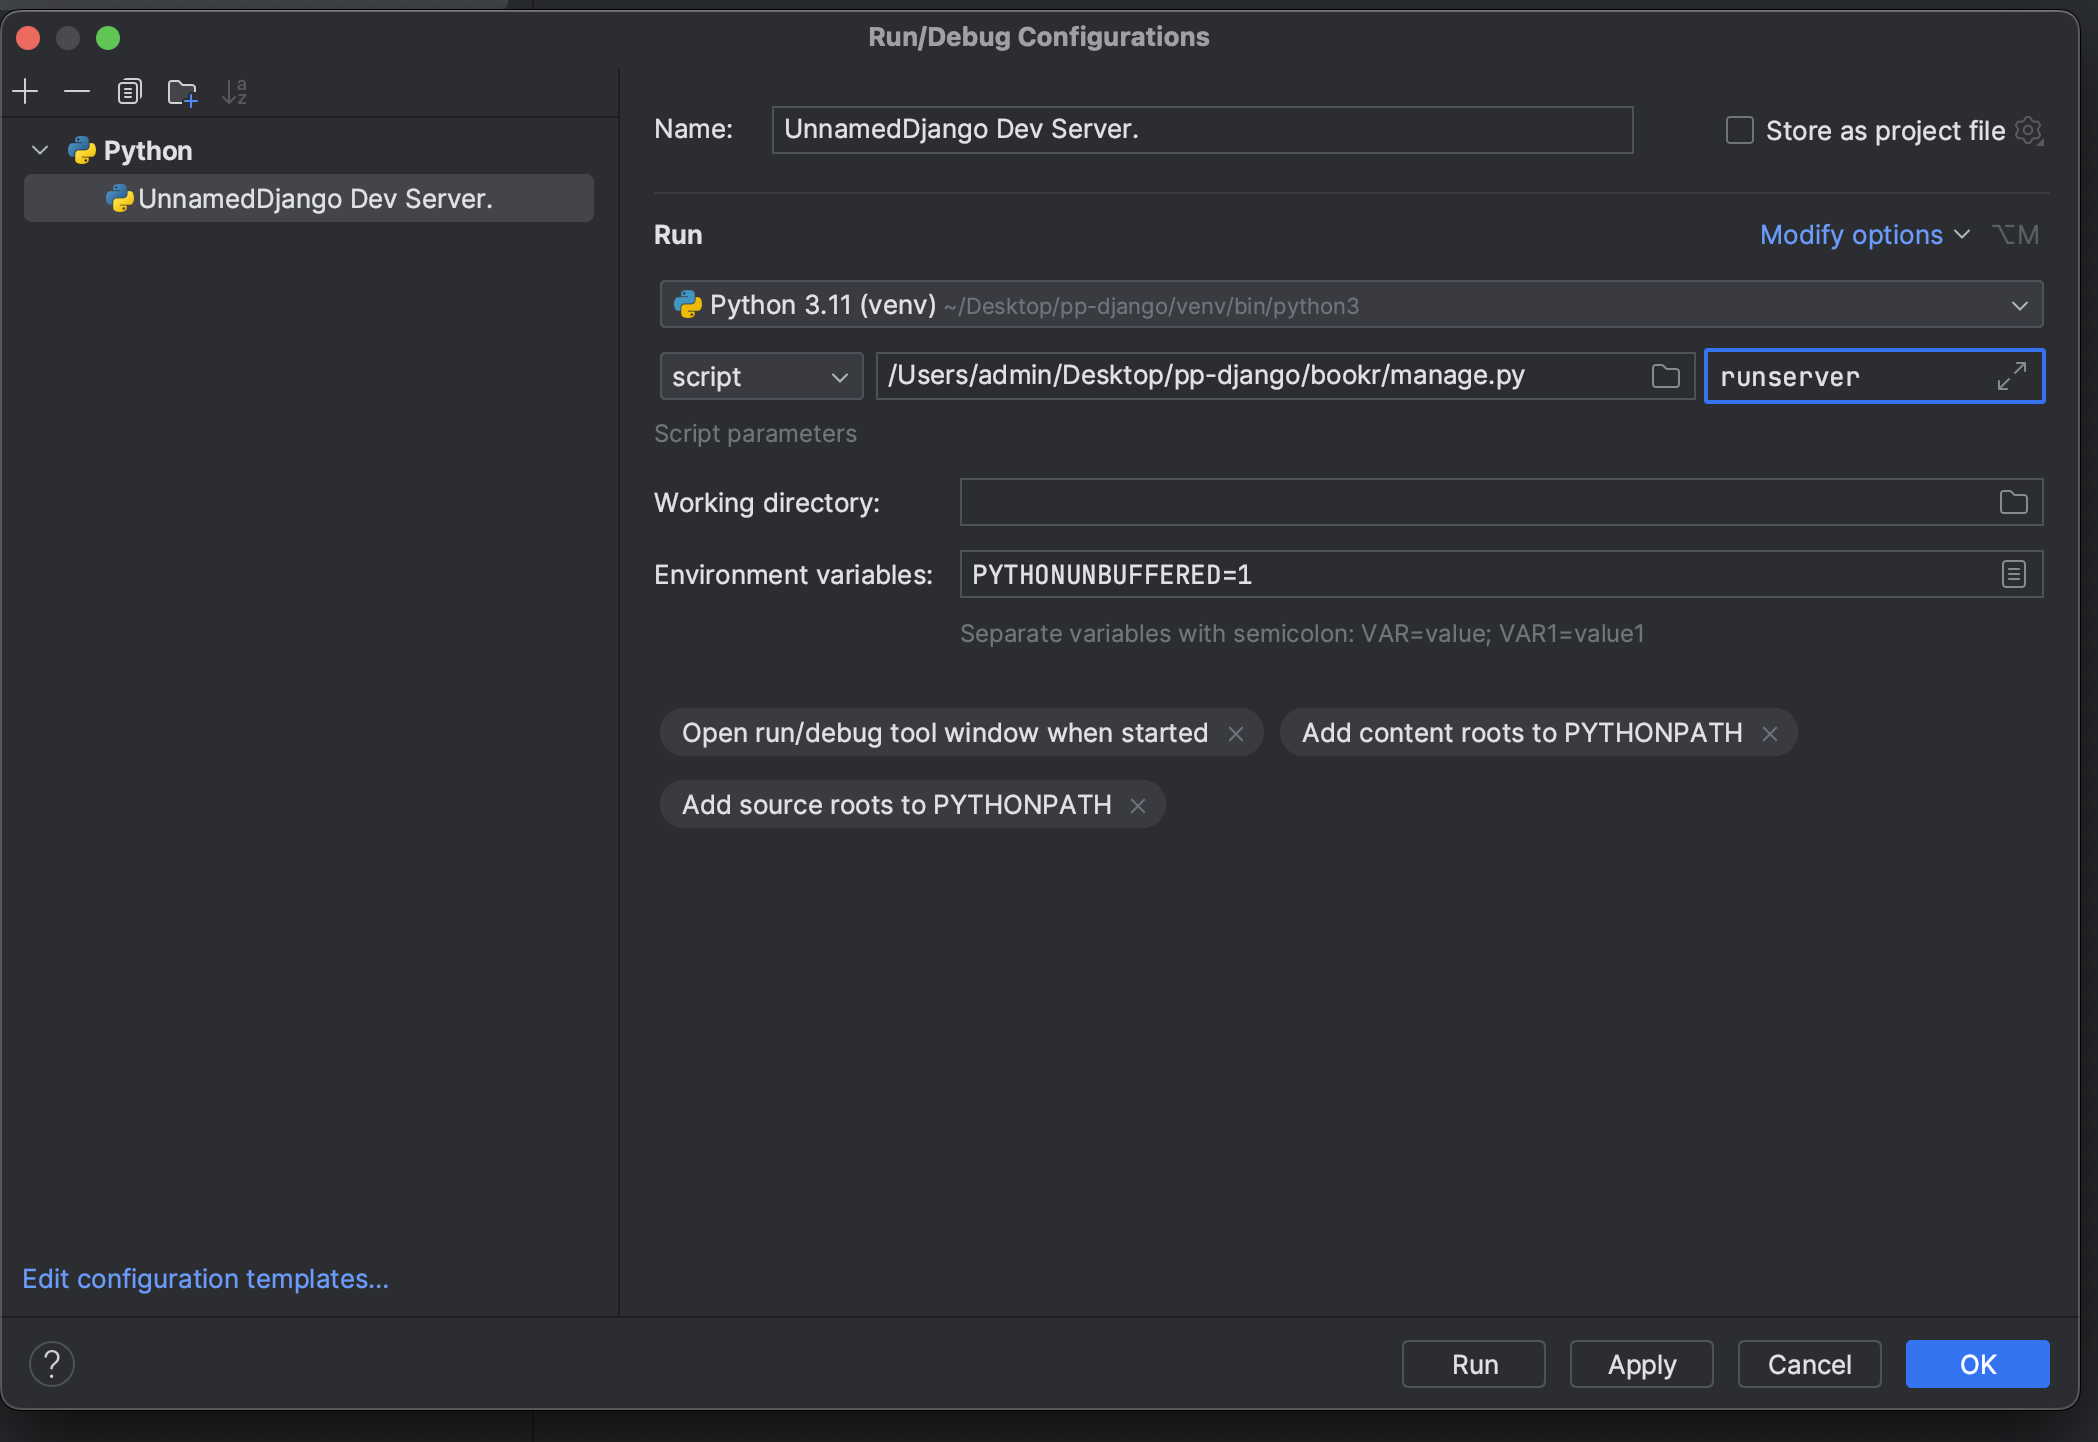 Run/Debug Configurations
Python
UnnamedDjango Dev Server.
Edit configuration templates...
Name: UnnamedDjango Dev Server. Store as project file
Run Modify options ⌥M
Python 3.11 (venv) ~/Desktop/pp-django/venv/bin/python3
script /Users/admin/Desktop/pp-django/bookr/manage.py runserver
Script parameters
Working directory:
Environment variables: PYTHONUNBUFFERED=1
Separate variables with semicolon: VAR=value; VAR1=value1
Open run/debug tool window when started × Add content roots to PYTHONPATH ×
Add source roots to PYTHONPATH ×
? Run Apply Cancel OK